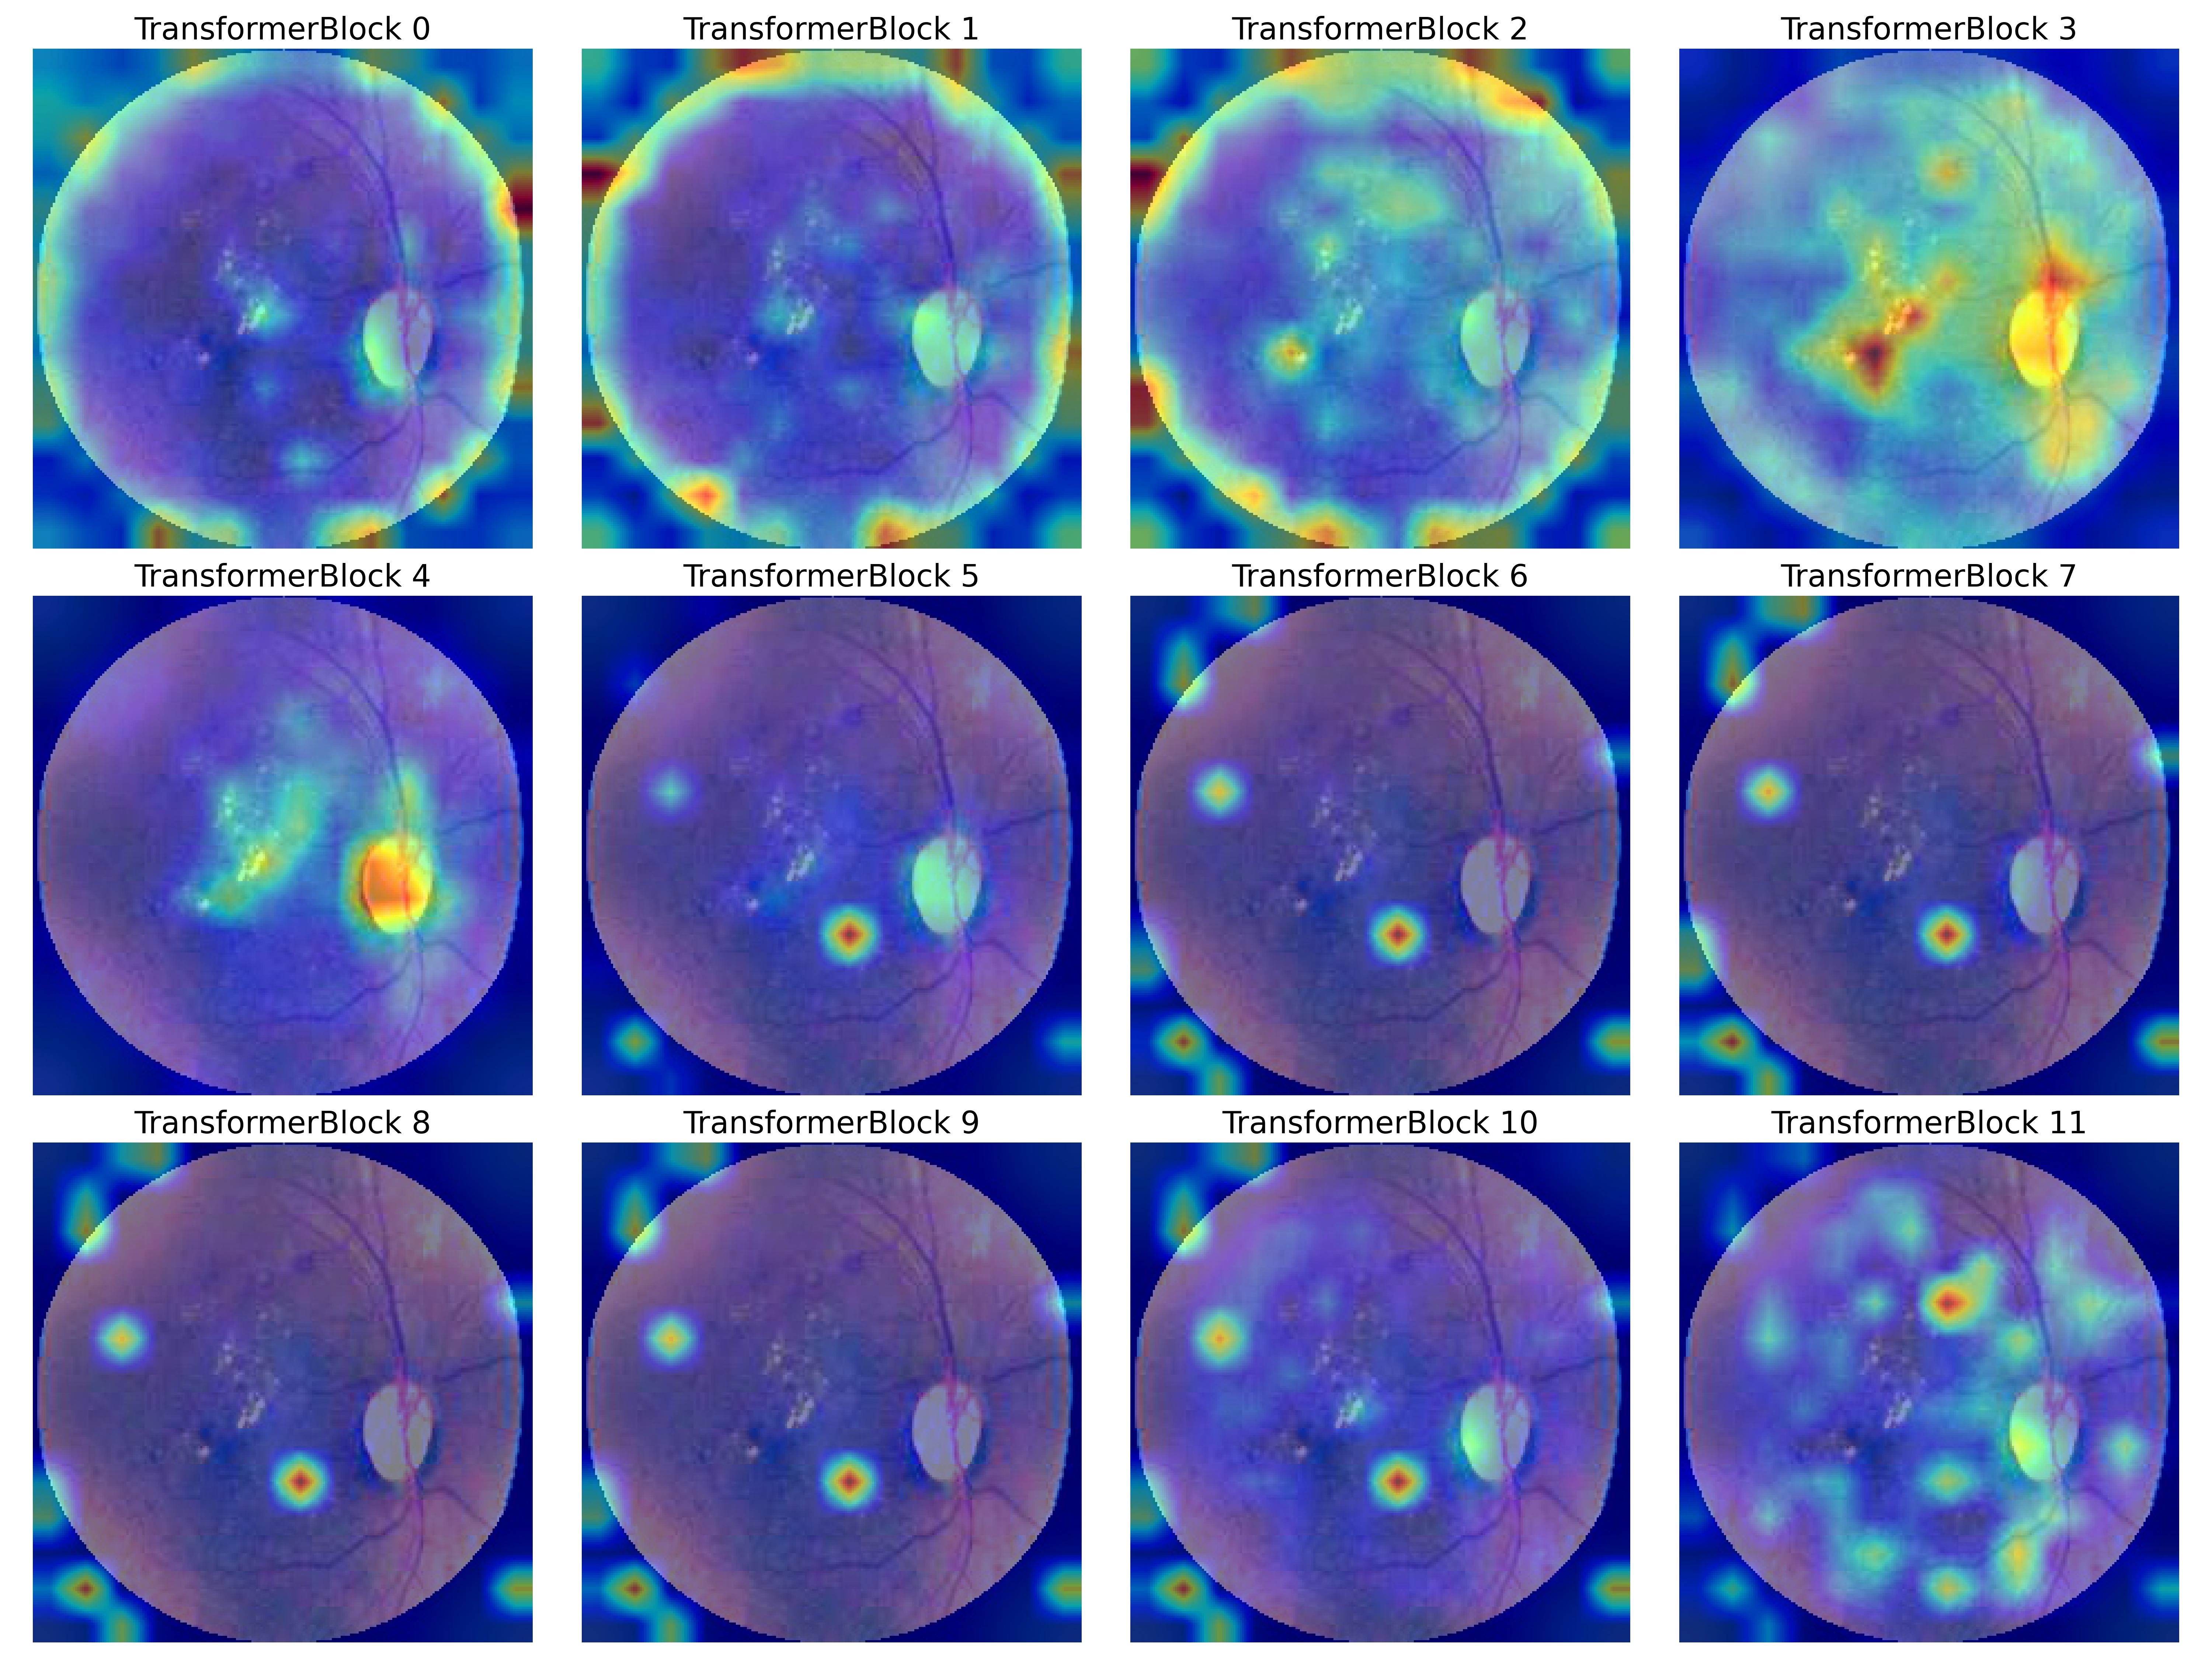 TransformerBlock 0
TransformerBlock 1
TransformerBlock 2
TransformerBlock 3
TransformerBlock 4
TransformerBlock 5
TransformerBlock 6
TransformerBlock 7
TransformerBlock 8
TransformerBlock 9
TransformerBlock 10
TransformerBlock 11